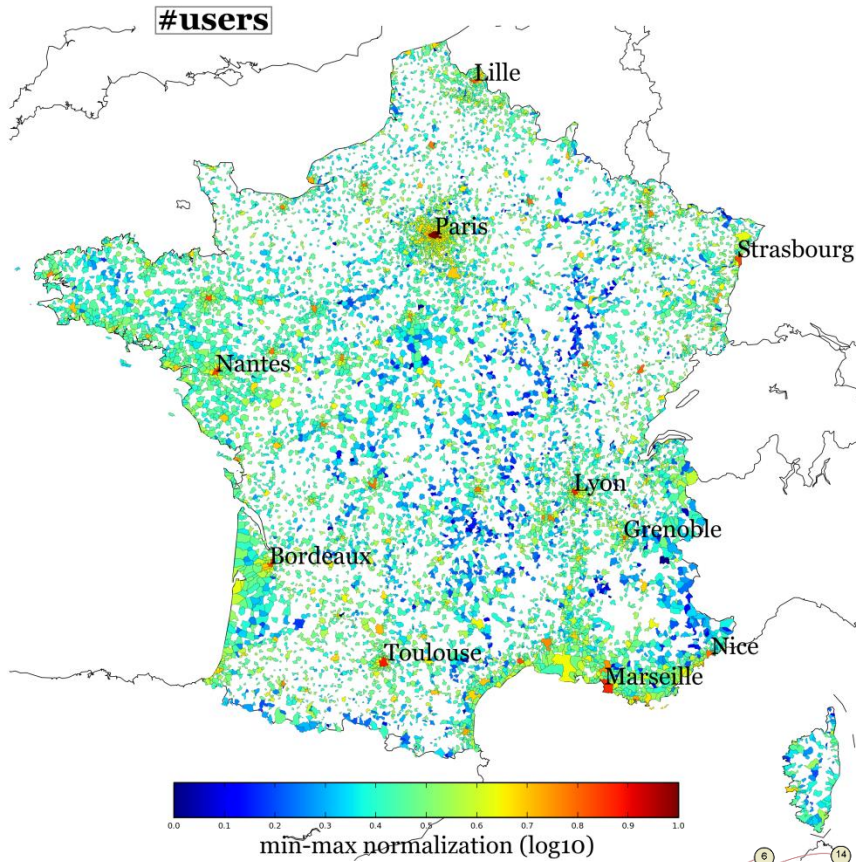 #users
Lille
Paris
Strasbourg
Nantes
Lyon
Grenoble
Bordeaux
Toulouse
Nice
Marseille
0.0 0.1 0.2 0.3 0.4 0.5 0.6 0.7 0.8 0.9 1.0
min-max normalization (log10)
6 14